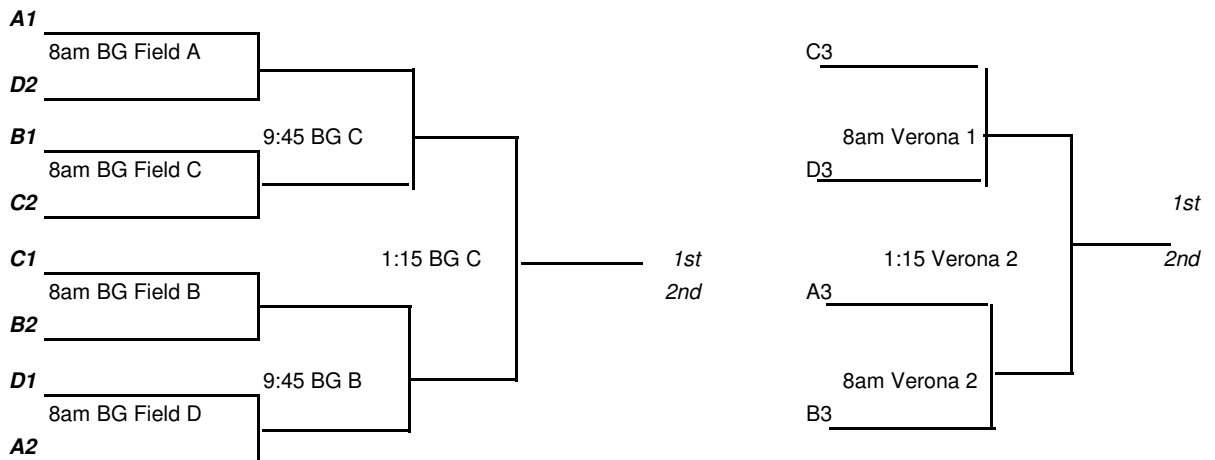 A1
8am BG Field A
D2
B1
9:45 BG C
8am BG Field C
C2
C1
1:15 BG C
8am BG Field B
B2
D1
9:45 BG B
8am BG Field D
A2
1st
2nd
C3
8am Verona 1
D3
1:15 Verona 2
A3
8am Verona 2
B3
1st
2nd